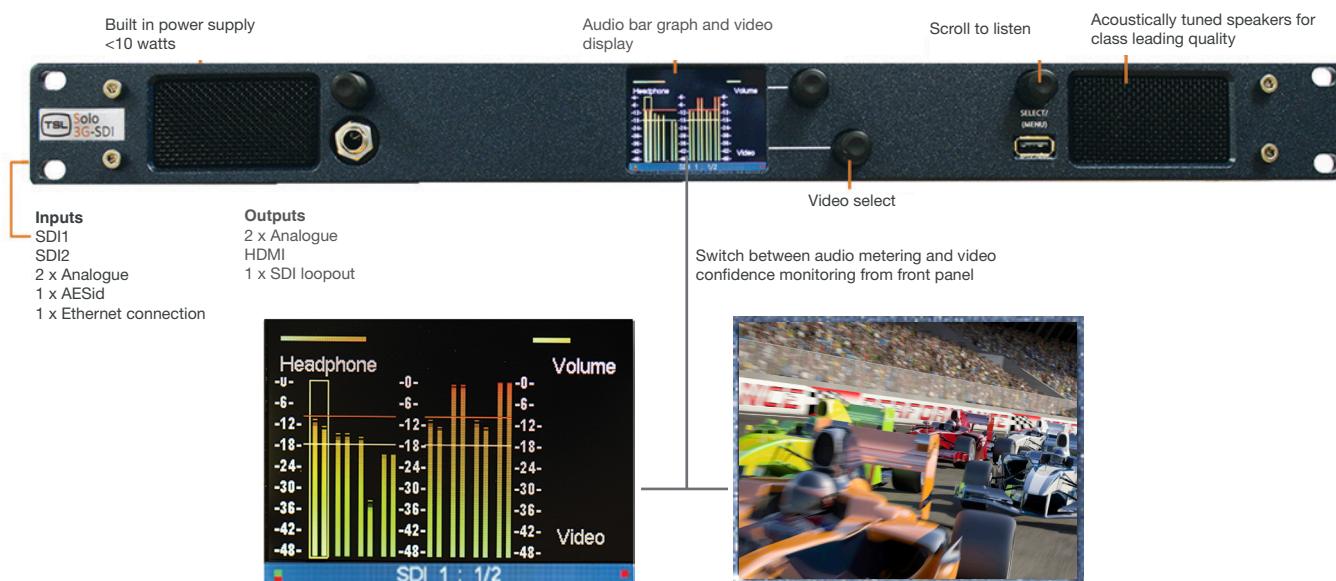 Built in power supply
<10 watts
Audio bar graph and video
display
Scroll to listen
Acoustically tuned speakers for
class leading quality
TSL
Solo
3G-SDI
Headphone
Volume
Video
SDI 1 : 1/2
SELECT/
(MENU)
Video select
Inputs
SDI1
SDI2
2 x Analogue
1 x AESid
1 x Ethernet connection
Outputs
2 x Analogue
HDMI
1 x SDI loopout
Switch between audio metering and video
confidence monitoring from front panel
Headphone
Volume
-0- -0- -0-
-6- -6- -6-
-12- -12- -12-
-18- -18- -18-
-24- -24- -24-
-30- -30- -30-
-36- -36- -36-
-42- -42- -42-
-48- -48- -48-
Video
SDI 1 : 1/2